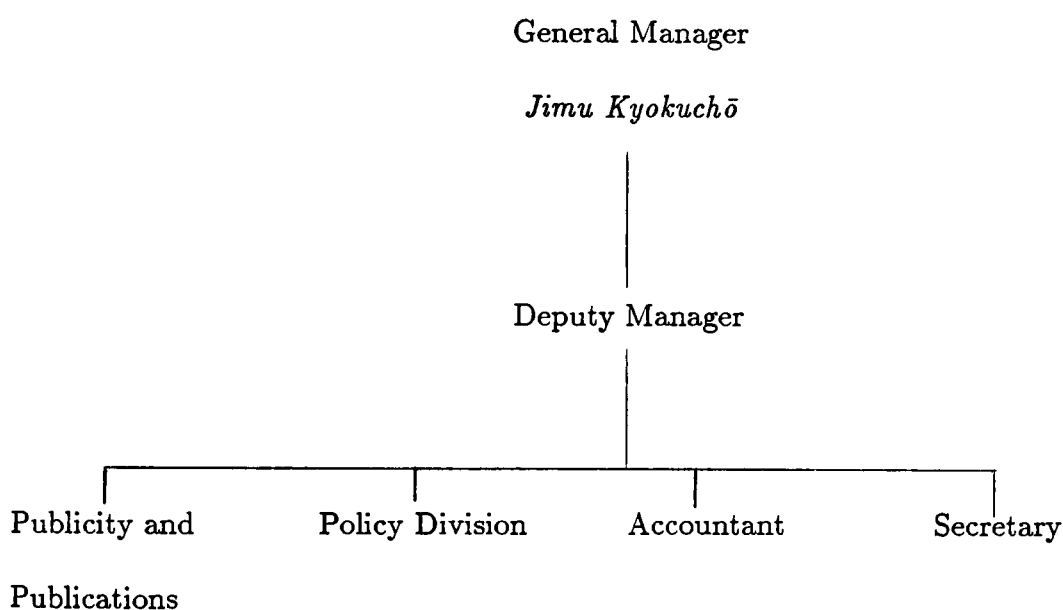 General Manager
Jimu Kyokuchō
Deputy Manager
Publicity and Policy Division Accountant Secretary
Publications